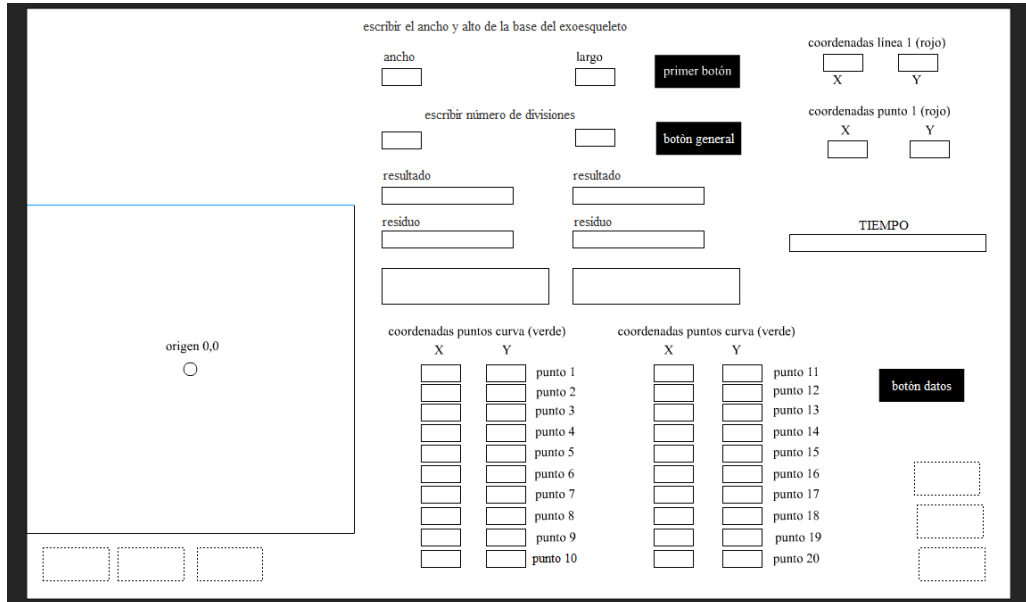 escribir el ancho y alto de la base del exoesqueleto
ancho
largo
primer botón
coordenadas línea 1 (rojo)
X
Y
escribir número de divisiones
botòn general
coordenadas punto 1 (rojo)
X
Y
resultado
resultado
residuo
residuo
TIEMPO
origen 0,0
coordenadas puntos curva (verde)
X
Y
punto 1
punto 2
punto 3
punto 4
punto 5
punto 6
punto 7
punto 8
punto 9
punto 10
coordenadas puntos curva (verde)
X
Y
punto 11
punto 12
punto 13
punto 14
punto 15
punto 16
punto 17
punto 18
punto 19
punto 20
botón datos